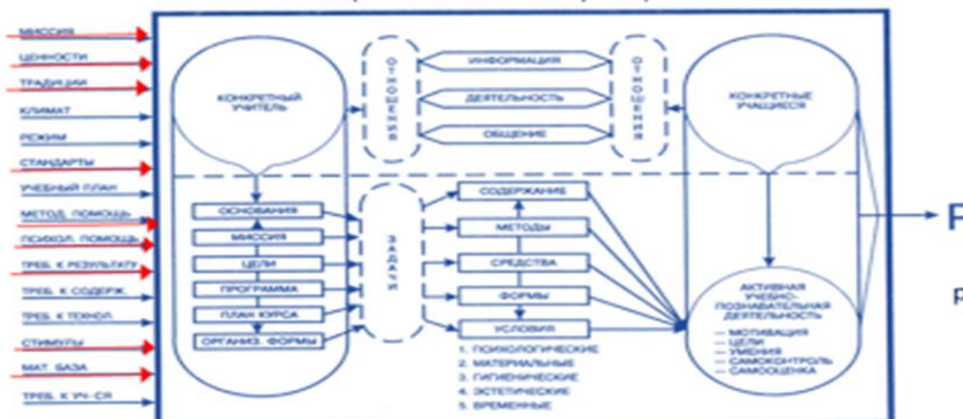 МИССИЯ
ЦЕННОСТИ
ТРАДИЦИИ
КЛИМАТ
РЕЖИМ
СТАНДАРТЫ
УЧЕБНЫЙ ПЛАН
МЕТОД. ПОМОЩЬ
ПСИХОЛ. ПОМОЩЬ
ТРЕБ. К РЕЗУЛЬТАТУ
ТРЕБ. К СОДЕРЖ.
ТРЕБ. К ТЕХНОЛ.
СТИМУЛЫ
МАТ. БАЗА
ТРЕБ. К УЧ-СЯ
КОНКРЕТНЫЙ
УЧИТЕЛЬ
ОТНОШЕНИЯ
ИНФОРМАЦИЯ
ДЕЯТЕЛЬНОСТЬ
ОБЩЕНИЕ
ОТНОШЕНИЯ
КОНКРЕТНЫЕ
УЧАЩИЕСЯ
ОСНОВАНИЯ
МИССИЯ
ЦЕЛИ
ПРОГРАММА
ПЛАН КУРСА
ОРГАНИЗ. ФОРМЫ
ЗАДАЧИ
СОДЕРЖАНИЕ
МЕТОДЫ
СРЕДСТВА
ФОРМЫ
УСЛОВИЯ
1. ПСИХОЛОГИЧЕСКИЕ
2. МАТЕРИАЛЬНЫЕ
3. ГИГИЕНИЧЕСКИЕ
4. ЭСТЕТИЧЕСКИЕ
5. ВРЕМЕННЫЕ
АКТИВНАЯ
УЧЕБНО-
ПОЗНАВАТЕЛЬНАЯ
ДЕЯТЕЛЬНОСТЬ
— МОТИВАЦИЯ
— ЦЕЛИ
— УМЕНИЯ
— САМОКОНТРОЛЬ
— САМООЦЕНКА